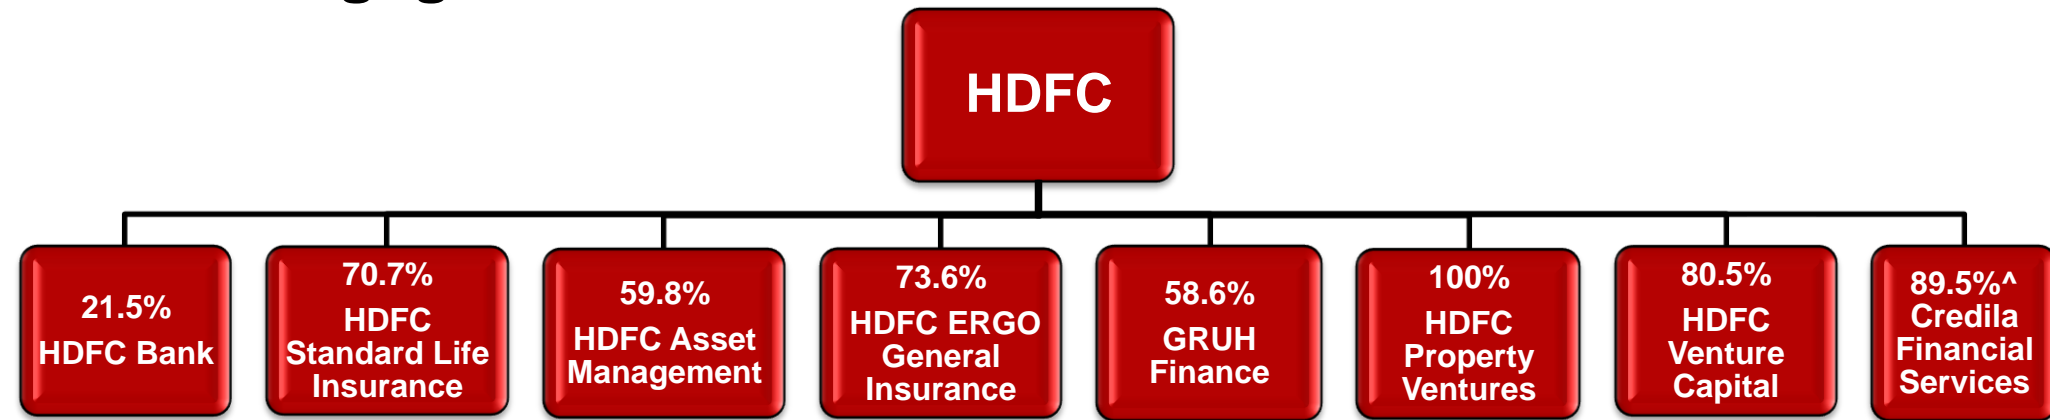 HDFC
21.5%
HDFC Bank
70.7%
HDFC
Standard Life
Insurance
59.8%
HDFC Asset
Management
73.6%
HDFC ERGO
General
Insurance
58.6%
GRUH
Finance
100%
HDFC
Property
Ventures
80.5%
HDFC
Venture
Capital
89.5%^
Credila
Financial
Services